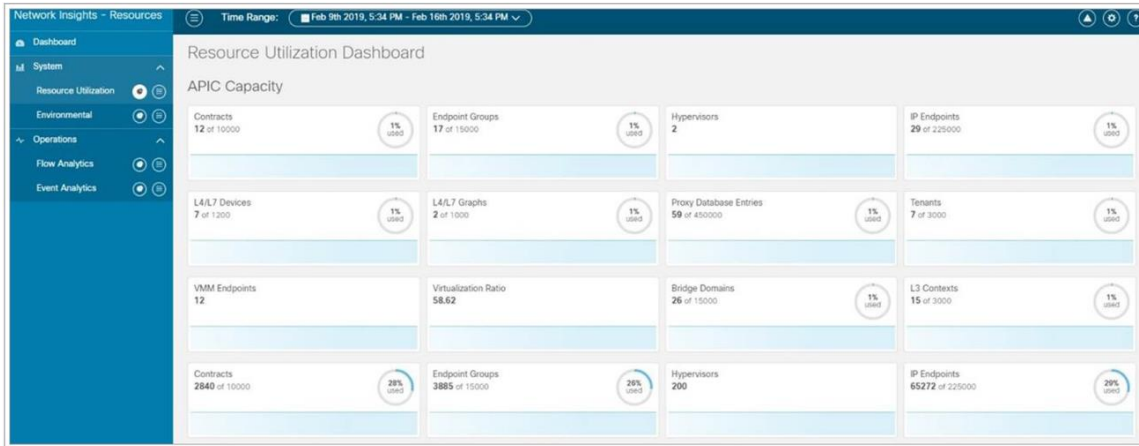 Network Insights - Resources
Time Range:
Feb 9th 2019, 5:34 PM - Feb 16th 2019, 5:34 PM
?
Dashboard
System
Resource Utilization
Environmental
Operations
Flow Analytics
Event Analytics
Resource Utilization Dashboard
APIC Capacity
Contracts
12 of 10000
1%
used
Endpoint Groups
17 of 15000
1%
used
Hypervisors
2
IP Endpoints
29 of 225000
1%
used
L4/L7 Devices
7 of 1200
1%
used
L4/L7 Graphs
2 of 1000
1%
used
Proxy Database Entries
59 of 450000
1%
used
Tenants
7 of 3000
1%
used
VMM Endpoints
12
Virtualization Ratio
58.62
Bridge Domains
26 of 15000
1%
used
L3 Contexts
15 of 3000
1%
used
Contracts
2840 of 10000
28%
used
Endpoint Groups
3885 of 15000
26%
used
Hypervisors
200
IP Endpoints
65272 of 225000
29%
used